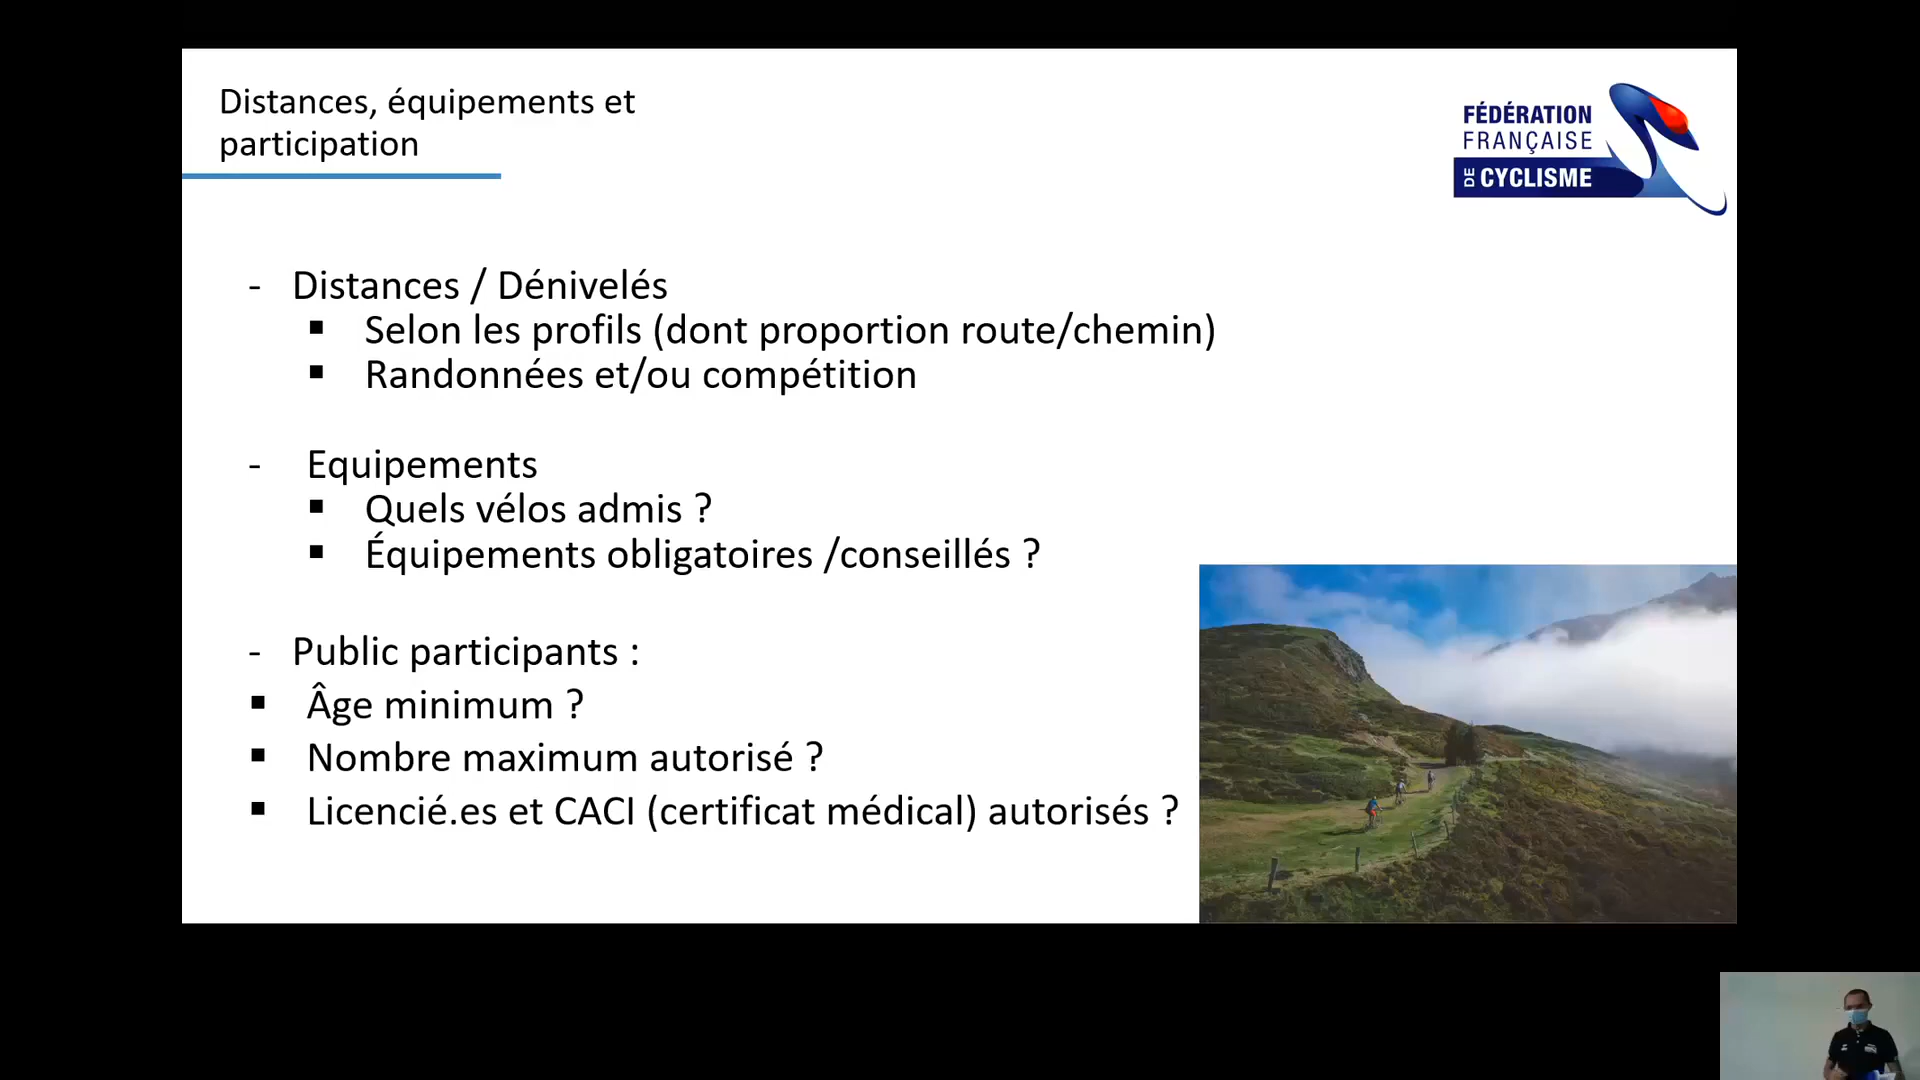 Distances, équipements et
participation
FÉDÉRATION
FRANÇAISE
DE CYCLISME
- Distances / Dénivelés
▪ Selon les profils (dont proportion route/chemin)
▪ Randonnées et/ou compétition
- Equipements
▪ Quels vélos admis ?
▪ Équipements obligatoires /conseillés ?
- Public participants :
▪ Âge minimum ?
▪ Nombre maximum autorisé ?
▪ Licencié.es et CACI (certificat médical) autorisés ?